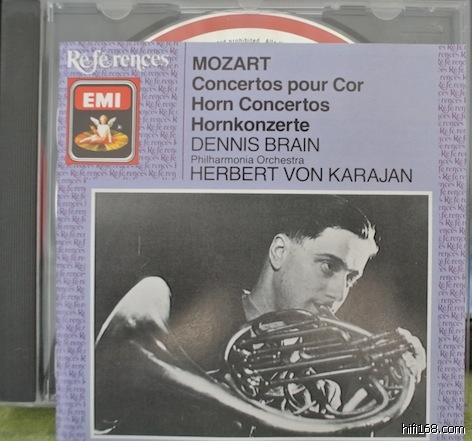 References
EMI
MOZART
Concertos pour Cor
Horn Concertos
Hornkonzerte
DENNIS BRAIN
Philharmonia Orchestra
HERBERT VON KARAJAN
hifi168.com